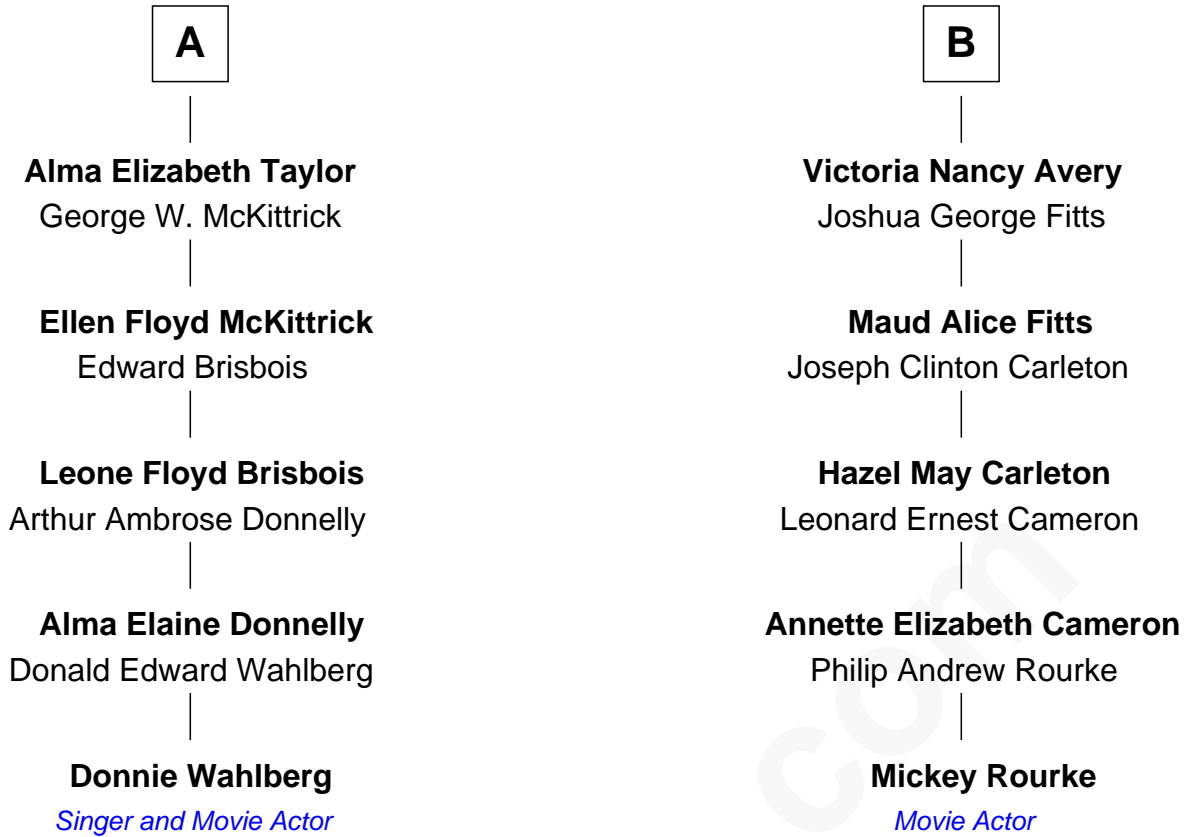 A
Alma Elizabeth Taylor
George W. McKittrick
Ellen Floyd McKittrick
Edward Brisbois
Leone Floyd Brisbois
Arthur Ambrose Donnelly
Alma Elaine Donnelly
Donald Edward Wahlberg
Donnie Wahlberg
Singer and Movie Actor
B
Victoria Nancy Avery
Joshua George Fitts
Maud Alice Fitts
Joseph Clinton Carleton
Hazel May Carleton
Leonard Ernest Cameron
Annette Elizabeth Cameron
Philip Andrew Rourke
Mickey Rourke
Movie Actor
com